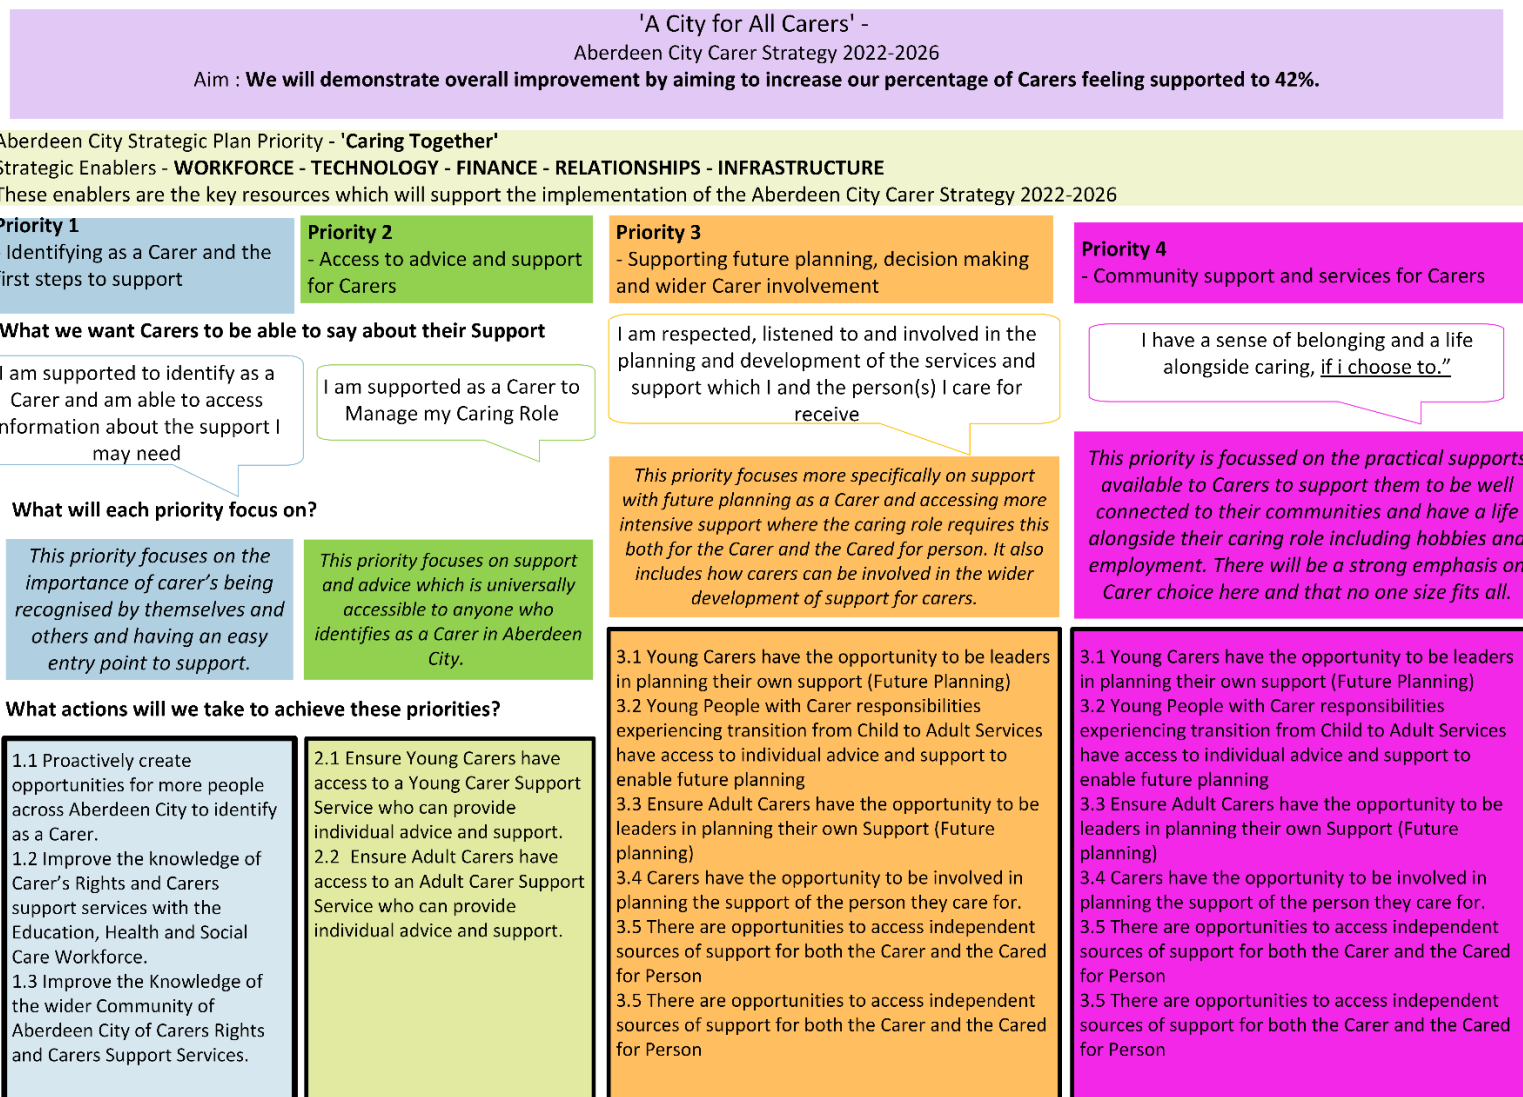 'A City for All Carers' -
Aberdeen City Carer Strategy 2022-2026
Aim : We will demonstrate overall improvement by aiming to increase our percentage of Carers feeling supported to 42%.
Aberdeen City Strategic Plan Priority - 'Caring Together'
Strategic Enablers - WORKFORCE - TECHNOLOGY - FINANCE - RELATIONSHIPS - INFRASTRUCTURE
These enablers are the key resources which will support the implementation of the Aberdeen City Carer Strategy 2022-2026
Priority 1
- Identifying as a Carer and the
first steps to support
Priority 2
- Access to advice and support
for Carers
Priority 3
- Supporting future planning, decision making
and wider Carer involvement
Priority 4
- Community support and services for Carers
What we want Carers to be able to say about their Support
I am supported to identify as a
Carer and am able to access
information about the support I
may need
I am supported as a Carer to
Manage my Caring Role
I am respected, listened to and involved in the
planning and development of the services and
support which I and the person(s) I care for
receive
I have a sense of belonging and a life
alongside caring, if i choose to.”
What will each priority focus on?
This priority focuses on the
importance of carer’s being
recognised by themselves and
others and having an easy
entry point to support.
This priority focuses on support
and advice which is universally
accessible to anyone who
identifies as a Carer in Aberdeen
City.
This priority focuses more specifically on support
with future planning as a Carer and accessing more
intensive support where the caring role requires this
both for the Carer and the Cared for person. It also
includes how carers can be involved in the wider
development of support for carers.
This priority is focussed on the practical supports
available to Carers to support them to be well
connected to their communities and have a life
alongside their caring role including hobbies and
employment. There will be a strong emphasis on
Carer choice here and that no one size fits all.
What actions will we take to achieve these priorities?
1.1 Proactively create
opportunities for more people
across Aberdeen City to identify
as a Carer.
1.2 Improve the knowledge of
Carer’s Rights and Carers
support services with the
Education, Health and Social
Care Workforce.
1.3 Improve the Knowledge of
the wider Community of
Aberdeen City of Carers Rights
and Carers Support Services.
2.1 Ensure Young Carers have
access to a Young Carer Support
Service who can provide
individual advice and support.
2.2 Ensure Adult Carers have
access to an Adult Carer Support
Service who can provide
individual advice and support.
3.1 Young Carers have the opportunity to be leaders
in planning their own support (Future Planning)
3.2 Young People with Carer responsibilities
experiencing transition from Child to Adult Services
have access to individual advice and support to
enable future planning
3.3 Ensure Adult Carers have the opportunity to be
leaders in planning their own Support (Future
planning)
3.4 Carers have the opportunity to be involved in
planning the support of the person they care for.
3.5 There are opportunities to access independent
sources of support for both the Carer and the Cared
for Person
3.5 There are opportunities to access independent
sources of support for both the Carer and the Cared
for Person
3.1 Young Carers have the opportunity to be leaders
in planning their own support (Future Planning)
3.2 Young People with Carer responsibilities
experiencing transition from Child to Adult Services
have access to individual advice and support to
enable future planning
3.3 Ensure Adult Carers have the opportunity to be
leaders in planning their own Support (Future
planning)
3.4 Carers have the opportunity to be involved in
planning the support of the person they care for.
3.5 There are opportunities to access independent
sources of support for both the Carer and the Cared
for Person
3.5 There are opportunities to access independent
sources of support for both the Carer and the Cared
for Person